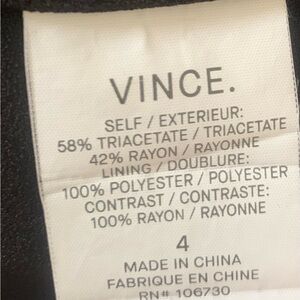 VINCE.
SELF / EXTERIEUR:
58% TRIACETATE / TRIACETATE
42% RAYON / RAYONNE
LINING / DOUBLURE:
100% POLYESTER / POLYESTER
CONTRAST / CONTRASTE:
100% RAYON / RAYONNE
4
MADE IN CHINA
FABRIQUE EN CHINE
RN# 106730